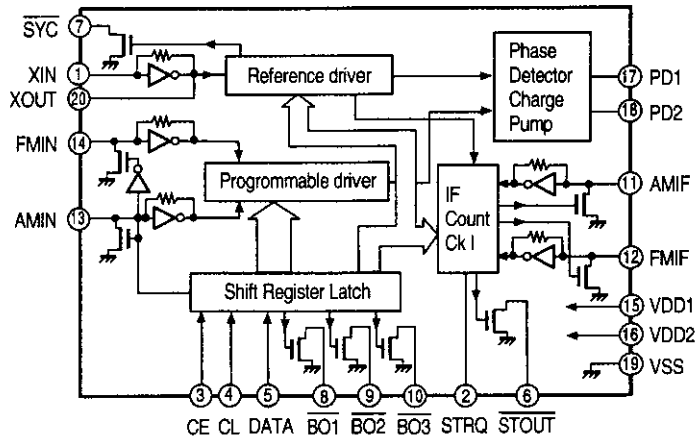 SYC
7
XIN
1
XOUT
20
FMIN
14
AMIN
13
Reference driver
Phase
Detector
Charge
Pump
17
PD1
18
PD2
Progrommable driver
IF
Count
Ck I
11
AMIF
12
FMIF
Shift Register Latch
15
VDD1
16
VDD2
19
VSS
3
4
5
8
9
10
2
6
CE
CL
DATA
BO1
BO2
BO3
STRQ
STOUT